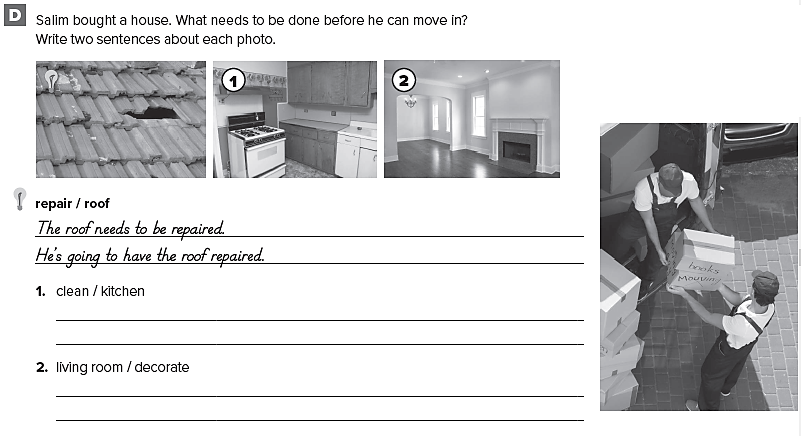 D
Salim bought a house. What needs to be done before he can move in?
Write two sentences about each photo.
1
2
repair / roof
The roof needs to be repaired.
He's going to have the roof repaired.
1. clean / kitchen
2. living room / decorate
books
Mouving